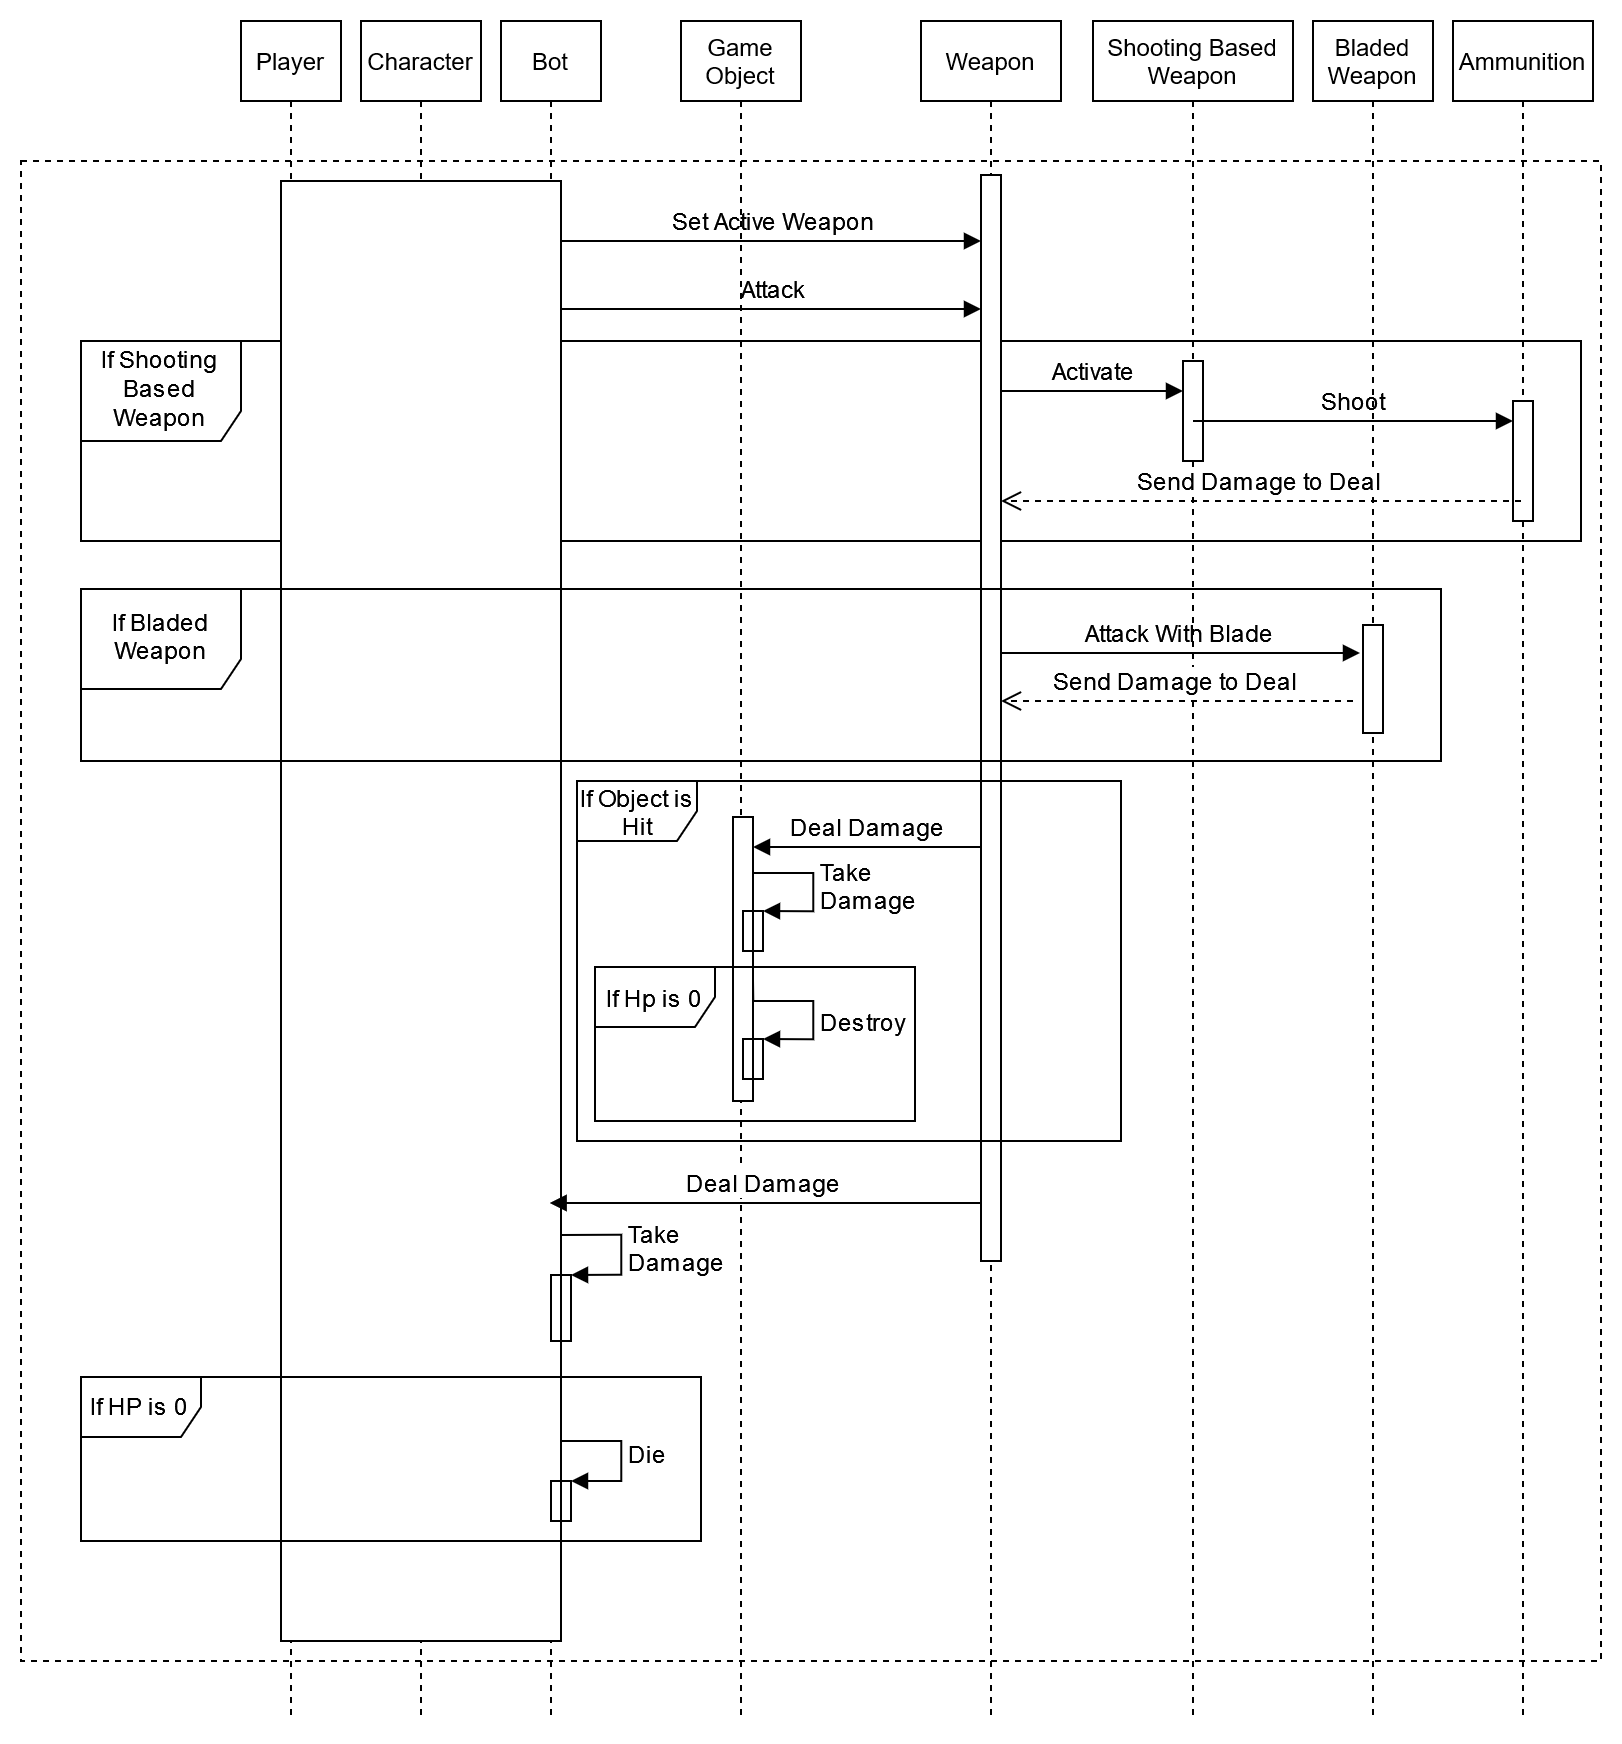 Player
Character
Bot
Game
Object
Weapon
Shooting Based
Weapon
Bladed
Weapon
Ammunition
Set Active Weapon
Attack
If Shooting
Based
Weapon
Activate
Shoot
Send Damage to Deal
If Bladed
Weapon
Attack With Blade
Send Damage to Deal
If Object is
Hit
Deal Damage
Take
Damage
If Hp is 0
Destroy
Deal Damage
Take
Damage
If HP is 0
Die